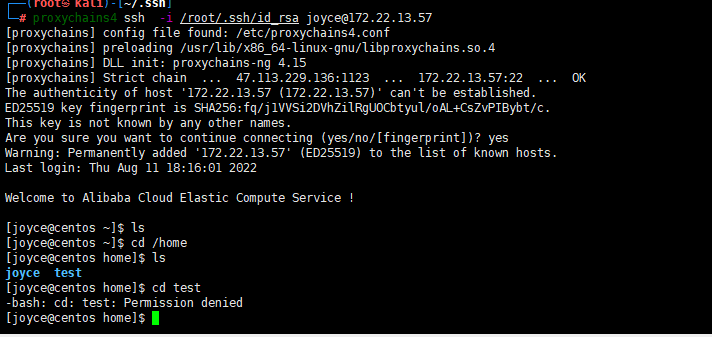 ──(root㉿ kali)-[~/.ssh]
└─# proxychains4 ssh  -i /root/.ssh/id_rsa joyce@172.22.13.57
[proxychains] config file found: /etc/proxychains4.conf
[proxychains] preloading /usr/lib/x86_64-linux-gnu/libproxychains.so.4
[proxychains] DLL init: proxychains-ng 4.15
[proxychains] Strict chain  ...  47.113.229.136:1123  ...  172.22.13.57:22  ...  OK
The authenticity of host '172.22.13.57 (172.22.13.57)' can't be established.
ED25519 key fingerprint is SHA256:fq/j1VVSi2DVhZilRgUOCbtyul/oAL+CsZvPIBybt/c.
This key is not known by any other names.
Are you sure you want to continue connecting (yes/no/[fingerprint])? yes
Warning: Permanently added '172.22.13.57' (ED25519) to the list of known hosts.
Last login: Thu Aug 11 18:16:01 2022
Welcome to Alibaba Cloud Elastic Compute Service !
[joyce@centos ~]$ ls
[joyce@centos ~]$ cd /home
[joyce@centos home]$ ls
joyce  test
[joyce@centos home]$ cd test
-bash: cd: test: Permission denied
[joyce@centos home]$